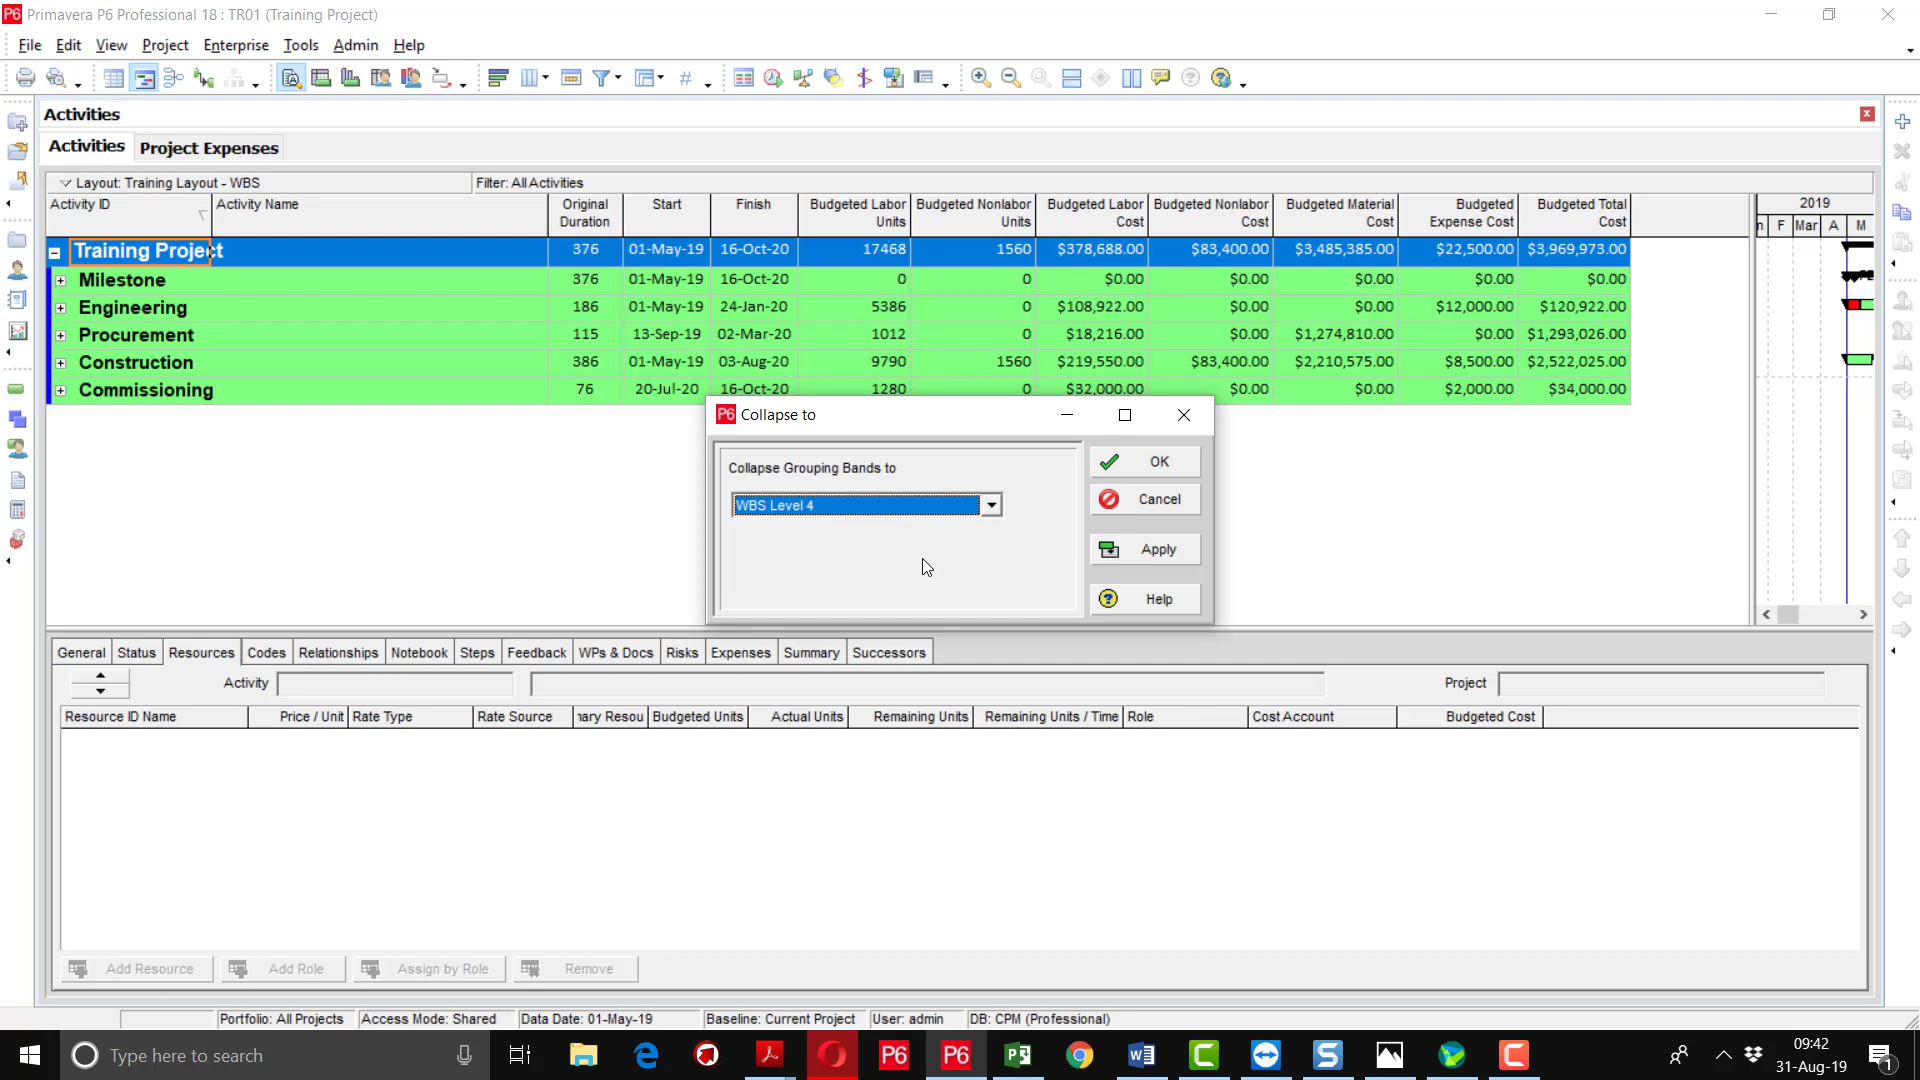 P6 Primavera P6 Professional 18 : TR01 (Training Project)
File Edit View Project Enterprise Tools Admin Help
Activities
Activities Project Expenses
Layout: Training Layout - WBS Filter: All Activities
Activity ID Activity Name Original Duration Start Finish Budgeted Labor Units Budgeted Nonlabor Units Budgeted Labor Cost Budgeted Nonlabor Cost Budgeted Material Cost Budgeted Expense Cost Budgeted Total Cost 2019
F Mar A M
Training Project 376 01-May-19 16-Oct-20 17468 1560 $378,688.00 $83,400.00 $3,485,385.00 $22,500.00 $3,969,973.00
Milestone 376 01-May-19 16-Oct-20 0 0 $0.00 $0.00 $0.00 $0.00 $0.00
Engineering 186 01-May-19 24-Jan-20 5386 0 $108,922.00 $0.00 $0.00 $12,000.00 $120,922.00
Procurement 115 13-Sep-19 02-Mar-20 1012 0 $18,216.00 $0.00 $1,274,810.00 $0.00 $1,293,026.00
Construction 386 01-May-19 03-Aug-20 9790 1560 $219,550.00 $83,400.00 $2,210,575.00 $8,500.00 $2,522,025.00
Commissioning 76 20-Jul-20 16-Oct-20 1280 0 $32,000.00 $0.00 $0.00 $2,000.00 $34,000.00
P6 Collapse to
Collapse Grouping Bands to
WBS Level 4
OK
Cancel
Apply
Help
General Status Resources Codes Relationships Notebook Steps Feedback WPs & Docs Risks Expenses Summary Successors
Activity Project
Resource ID Name Price / Unit Rate Type Rate Source nary Resou Budgeted Units Actual Units Remaining Units Remaining Units / Time Role Cost Account Budgeted Cost
Add Resource Add Role Assign by Role Remove
Portfolio: All Projects Access Mode: Shared Data Date: 01-May-19 Baseline: Current Project User: admin DB: CPM (Professional)
Type here to search
P6 P6
09:42
31-Aug-19
1